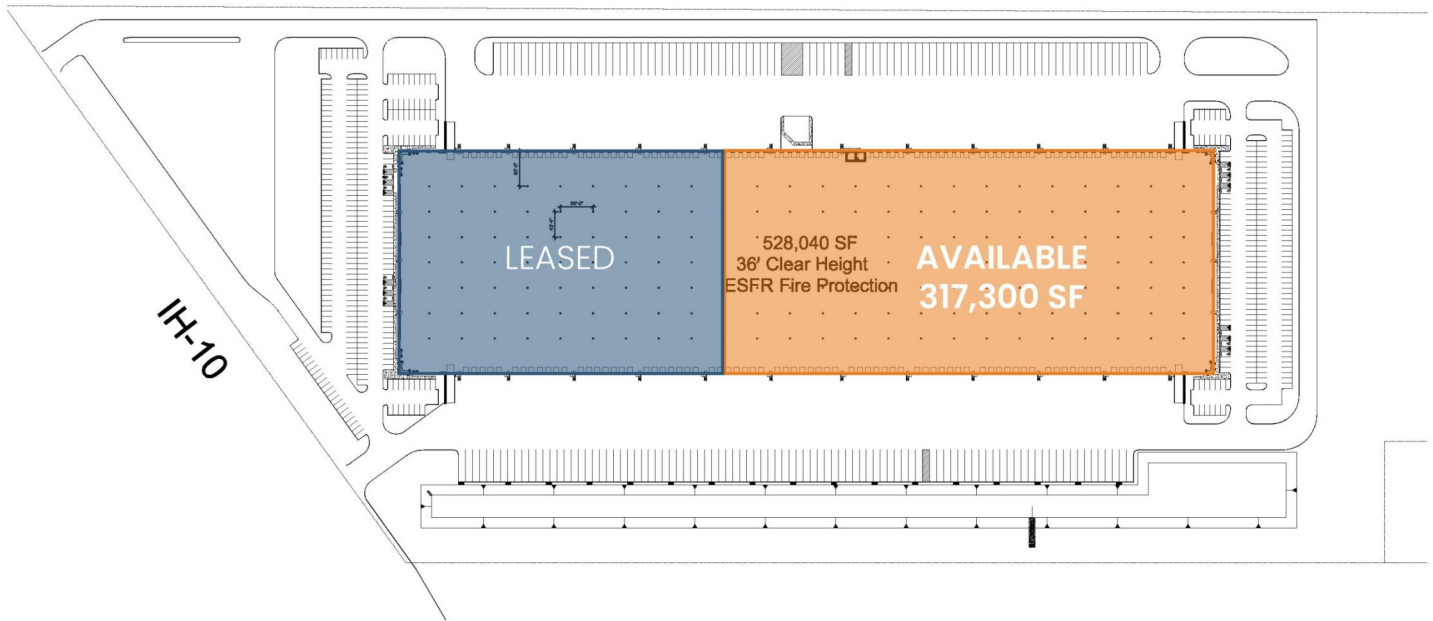 LEASED
528,040 SF
36' Clear Height
ESFR Fire Protection
AVAILABLE
317,300 SF
IH-10